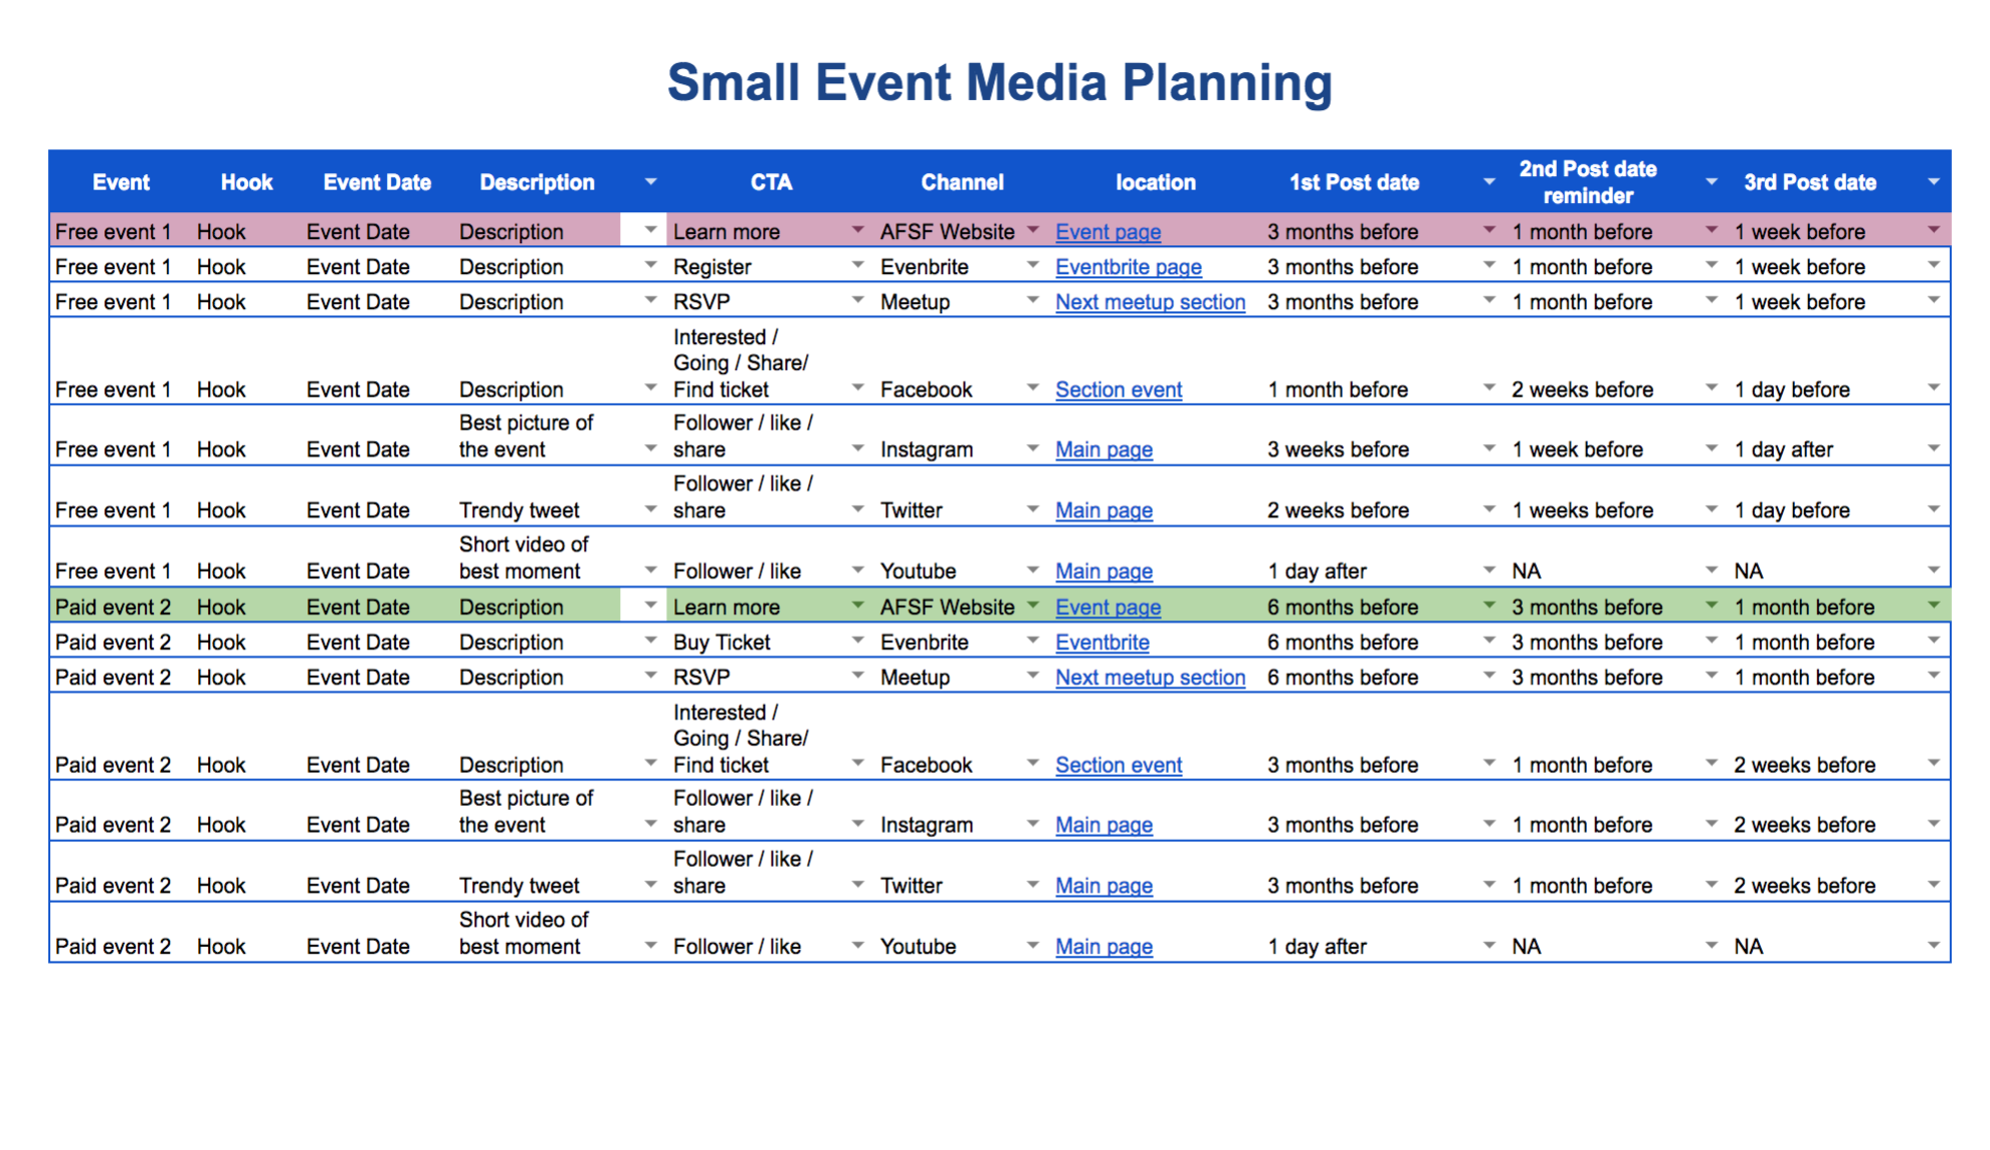 Small Event Media Planning
Event Hook Event Date Description CTA Channel location 1st Post date 2nd Post date reminder 3rd Post date
Free event 1 Hook Event Date Description Learn more AFSF Website Event page 3 months before 1 month before 1 week before
Free event 1 Hook Event Date Description Register Evenbrite Eventbrite page 3 months before 1 month before 1 week before
Free event 1 Hook Event Date Description RSVP Meetup Next meetup section 3 months before 1 month before 1 week before
Free event 1 Hook Event Date Description Interested / Going / Share/ Find ticket Facebook Section event 1 month before 2 weeks before 1 day before
Free event 1 Hook Event Date Best picture of the event Follower / like / share Instagram Main page 3 weeks before 1 week before 1 day after
Free event 1 Hook Event Date Trendy tweet Follower / like / share Twitter Main page 2 weeks before 1 weeks before 1 day before
Free event 1 Hook Event Date Short video of best moment Follower / like Youtube Main page 1 day after NA NA
Paid event 2 Hook Event Date Description Learn more AFSF Website Event page 6 months before 3 months before 1 month before
Paid event 2 Hook Event Date Description Buy Ticket Evenbrite Eventbrite 6 months before 3 months before 1 month before
Paid event 2 Hook Event Date Description RSVP Meetup Next meetup section 6 months before 3 months before 1 month before
Paid event 2 Hook Event Date Description Interested / Going / Share/ Find ticket Facebook Section event 3 months before 1 month before 2 weeks before
Paid event 2 Hook Event Date Best picture of the event Follower / like / share Instagram Main page 3 months before 1 month before 2 weeks before
Paid event 2 Hook Event Date Trendy tweet Follower / like / share Twitter Main page 3 months before 1 month before 2 weeks before
Paid event 2 Hook Event Date Short video of best moment Follower / like Youtube Main page 1 day after NA NA